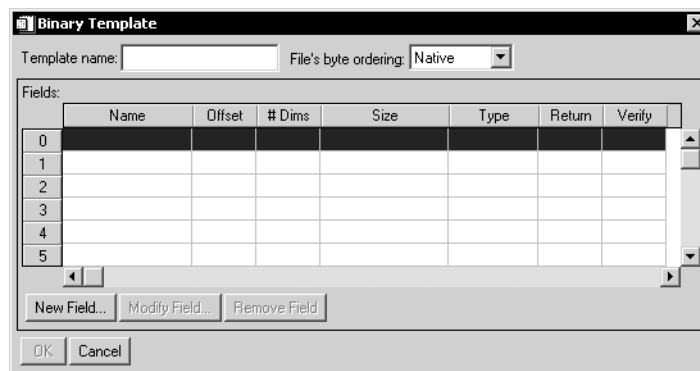 Binary Template
Template name: File's byte ordering: Native
Fields:
Name Offset # Dims Size Type Return Verify
0
1
2
3
4
5
New Field... Modify Field... Remove Field
OK Cancel